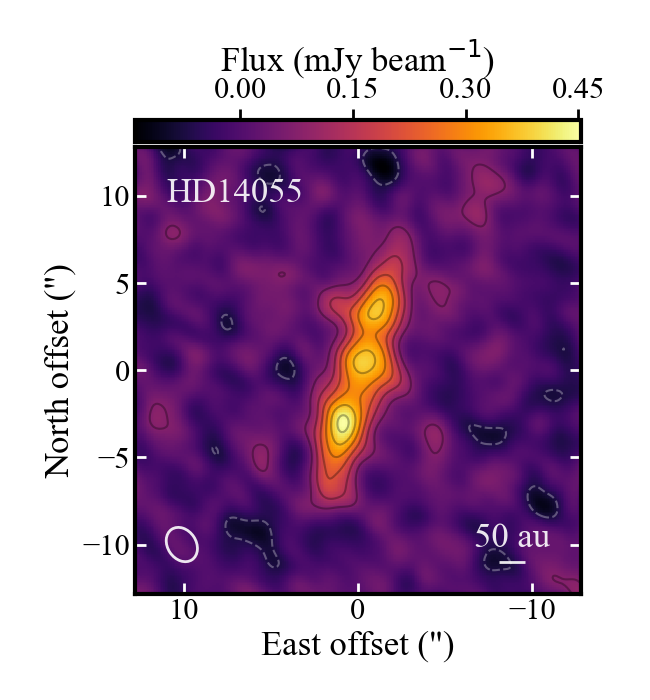 Flux (mJy beam⁻¹)
0.00 0.15 0.30 0.45
HD14055
10
5
0
−5
−10
North offset (")
50 au
10 0 −10
East offset (")